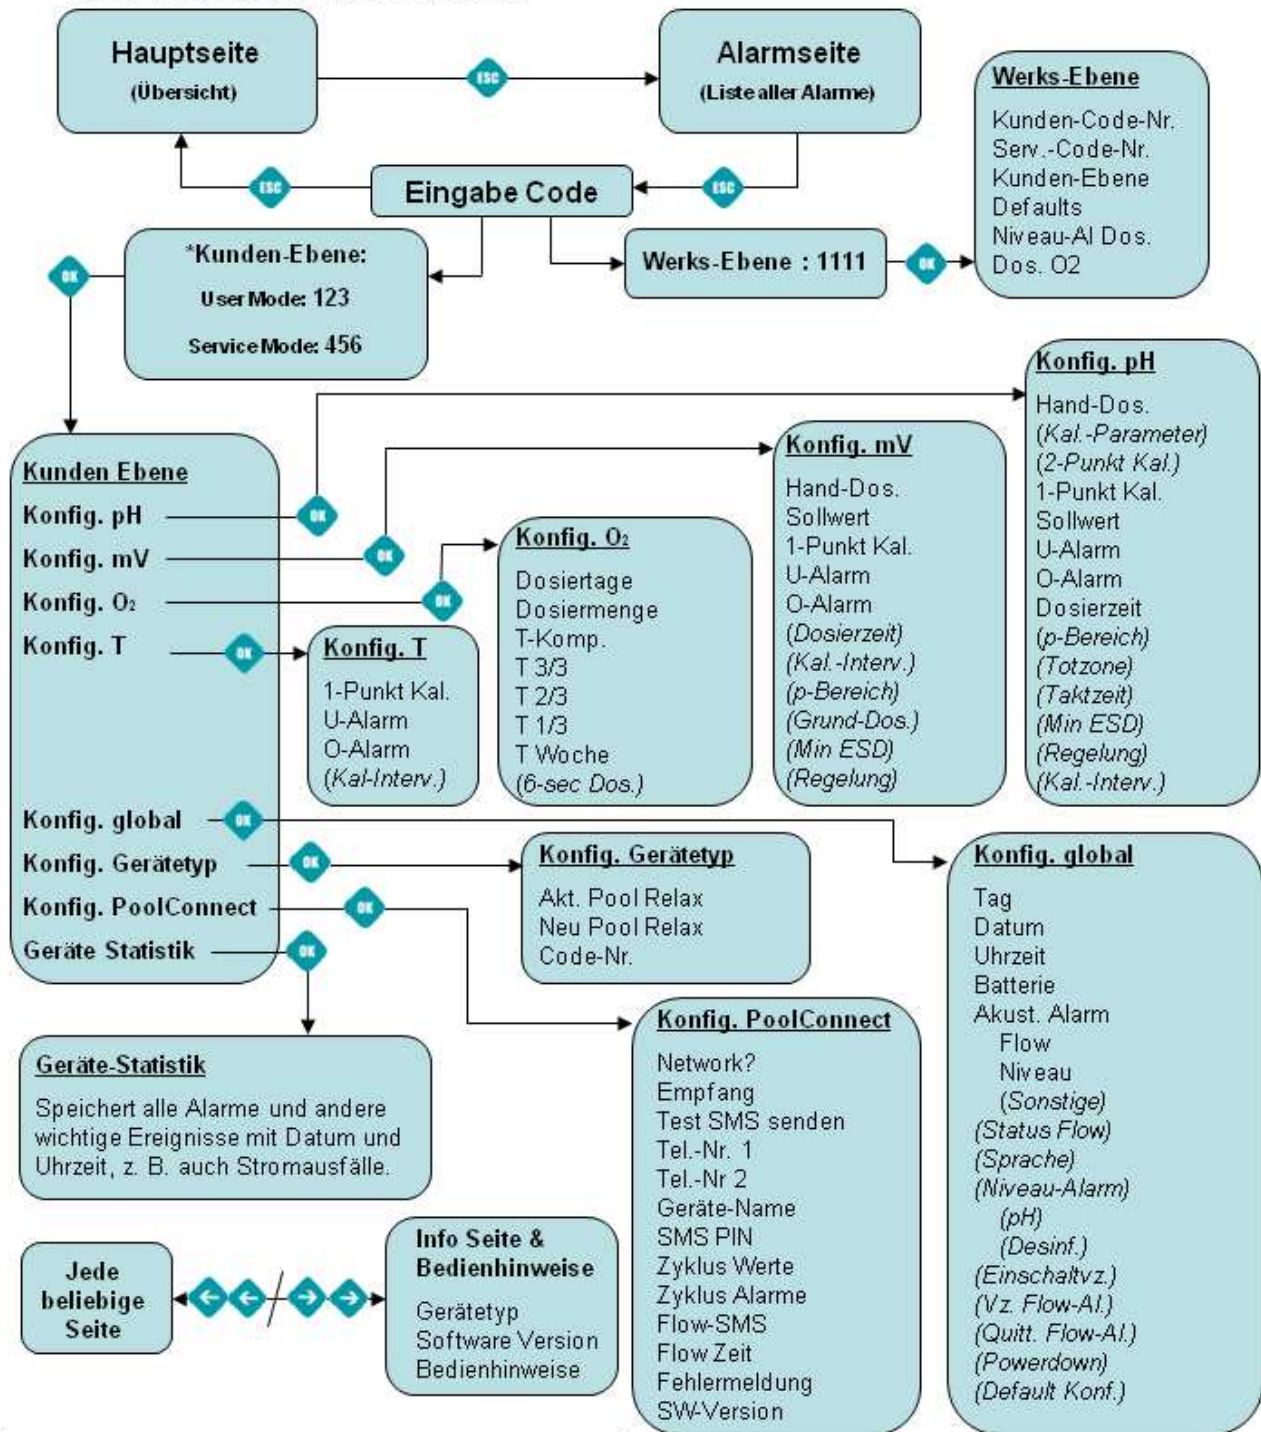 Hauptseite
(Übersicht)
ESC
Alarmseite
(Liste aller Alarme)
Werks-Ebene
Kunden-Code-Nr.
Serv.-Code-Nr.
Kunden-Ebene
Defaults
Niveau-Al Dos.
Dos. O2
ESC
Eingabe Code
ESC
*Kunden-Ebene:
User Mode: 123
Service Mode: 456
OK
Werks-Ebene : 1111
OK
Kunden Ebene
Konfig. pH
OK
Konfig. mV
OK
Konfig. O₂
OK
Konfig. T
OK
Konfig. global
OK
Konfig. Gerätetyp
OK
Konfig. PoolConnect
OK
Geräte Statistik
OK
Konfig. T
1-Punkt Kal.
U-Alarm
O-Alarm
(Kal-Interv.)
Konfig. O₂
Dosiertage
Dosiermenge
T-Komp.
T 3/3
T 2/3
T 1/3
T Woche
(6-sec Dos.)
Konfig. mV
Hand-Dos.
Sollwert
1-Punkt Kal.
U-Alarm
O-Alarm
(Dosierzeit)
(Kal.-Interv.)
(p-Bereich)
(Grund-Dos.)
(Min ESD)
(Regelung)
Konfig. pH
Hand-Dos.
(Kal.-Parameter)
(2-Punkt Kal.)
1-Punkt Kal.
Sollwert
U-Alarm
O-Alarm
Dosierzeit
(p-Bereich)
(Totzone)
(Taktzeit)
(Min ESD)
(Regelung)
(Kal.-Interv.)
Konfig. Gerätetyp
Akt. Pool Relax
Neu Pool Relax
Code-Nr.
Konfig. global
Tag
Datum
Uhrzeit
Batterie
Akust. Alarm
Flow
Niveau
(Sonstige)
(Status Flow)
(Sprache)
(Niveau-Alarm)
(pH)
(Desinf.)
(Einschaltvz.)
(Vz. Flow-Al.)
(Quitt. Flow-Al.)
(Powerdown)
(Default Konf.)
Konfig. PoolConnect
Network?
Empfang
Test SMS senden
Tel.-Nr. 1
Tel.-Nr 2
Geräte-Name
SMS PIN
Zyklus Werte
Zyklus Alarme
Flow-SMS
Flow Zeit
Fehlermeldung
SW-Version
Geräte-Statistik
Speichert alle Alarme und andere
wichtige Ereignisse mit Datum und
Uhrzeit, z. B. auch Stromausfälle.
Jede
beliebige
Seite
Info Seite &
Bedienhinweise
Gerätetyp
Software Version
Bedienhinweise